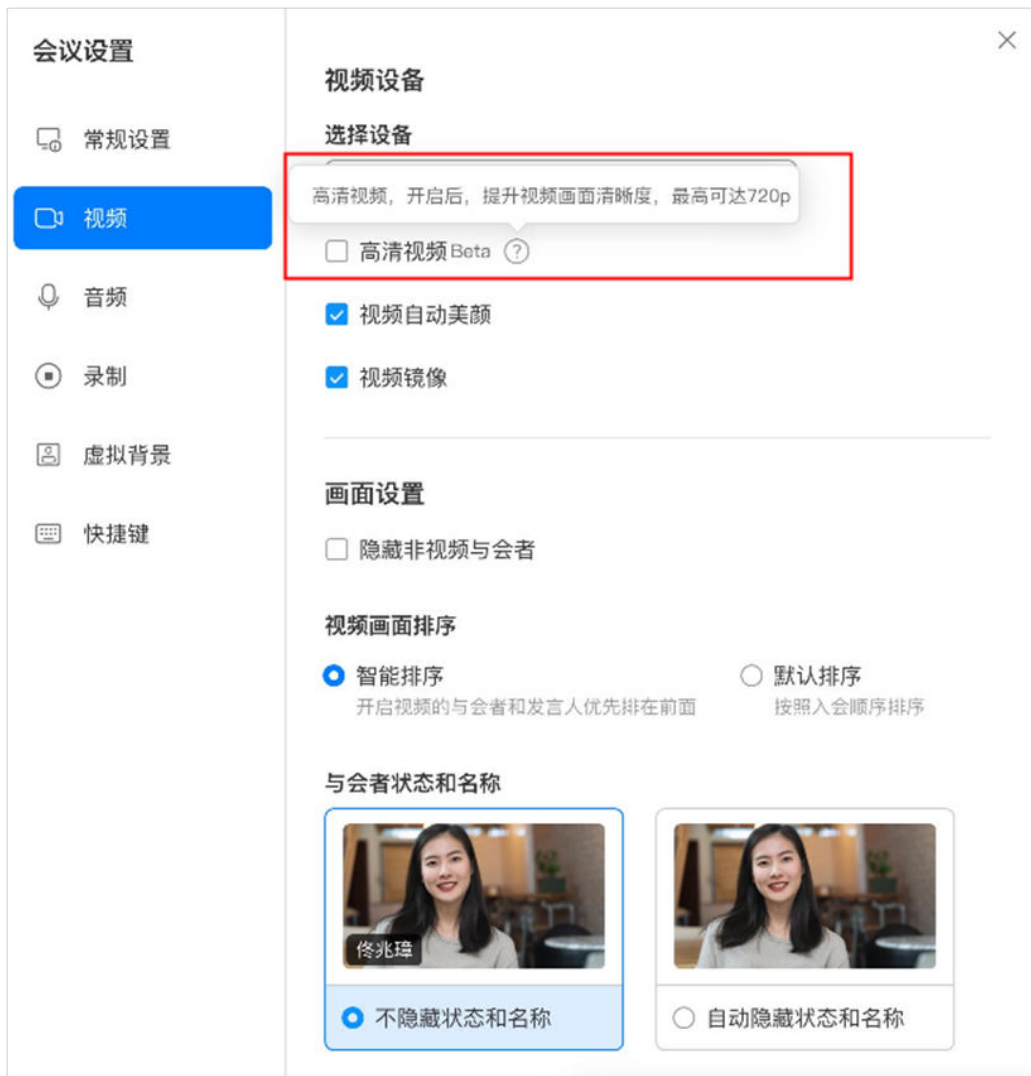 会议设置
常规设置
视频
音频
录制
虚拟背景
快捷键
视频设备
选择设备
高清视频，开启后，提升视频画面清晰度，最高可达720p
高清视频 Beta ?
视频自动美颜
视频镜像
画面设置
隐藏非视频与会者
视频画面排序
智能排序
开启视频的与会者和发言人优先排在前面
默认排序
按照入会顺序排序
与会者状态和名称
佟兆璋
不隐藏状态和名称
自动隐藏状态和名称